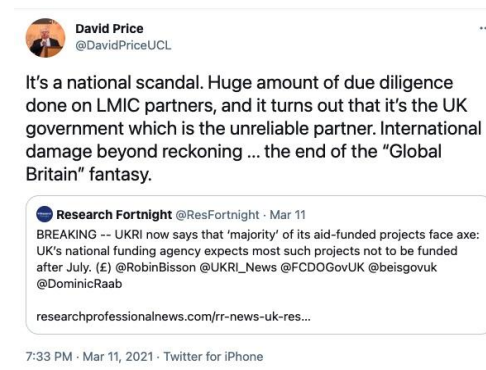 David Price
@DavidPriceUCL
It’s a national scandal. Huge amount of due diligence
done on LMIC partners, and it turns out that it’s the UK
government which is the unreliable partner. International
damage beyond reckoning ... the end of the “Global
Britain” fantasy.
Research Fortnight @ResFortnight · Mar 11
BREAKING -- UKRI now says that ‘majority’ of its aid-funded projects face axe:
UK’s national funding agency expects most such projects not to be funded
after July. (£) @RobinBisson @UKRI_News @FCDOGovUK @beisgovuk
@DominicRaab
researchprofessionalnews.com/rr-news-uk-res...
7:33 PM · Mar 11, 2021 · Twitter for iPhone